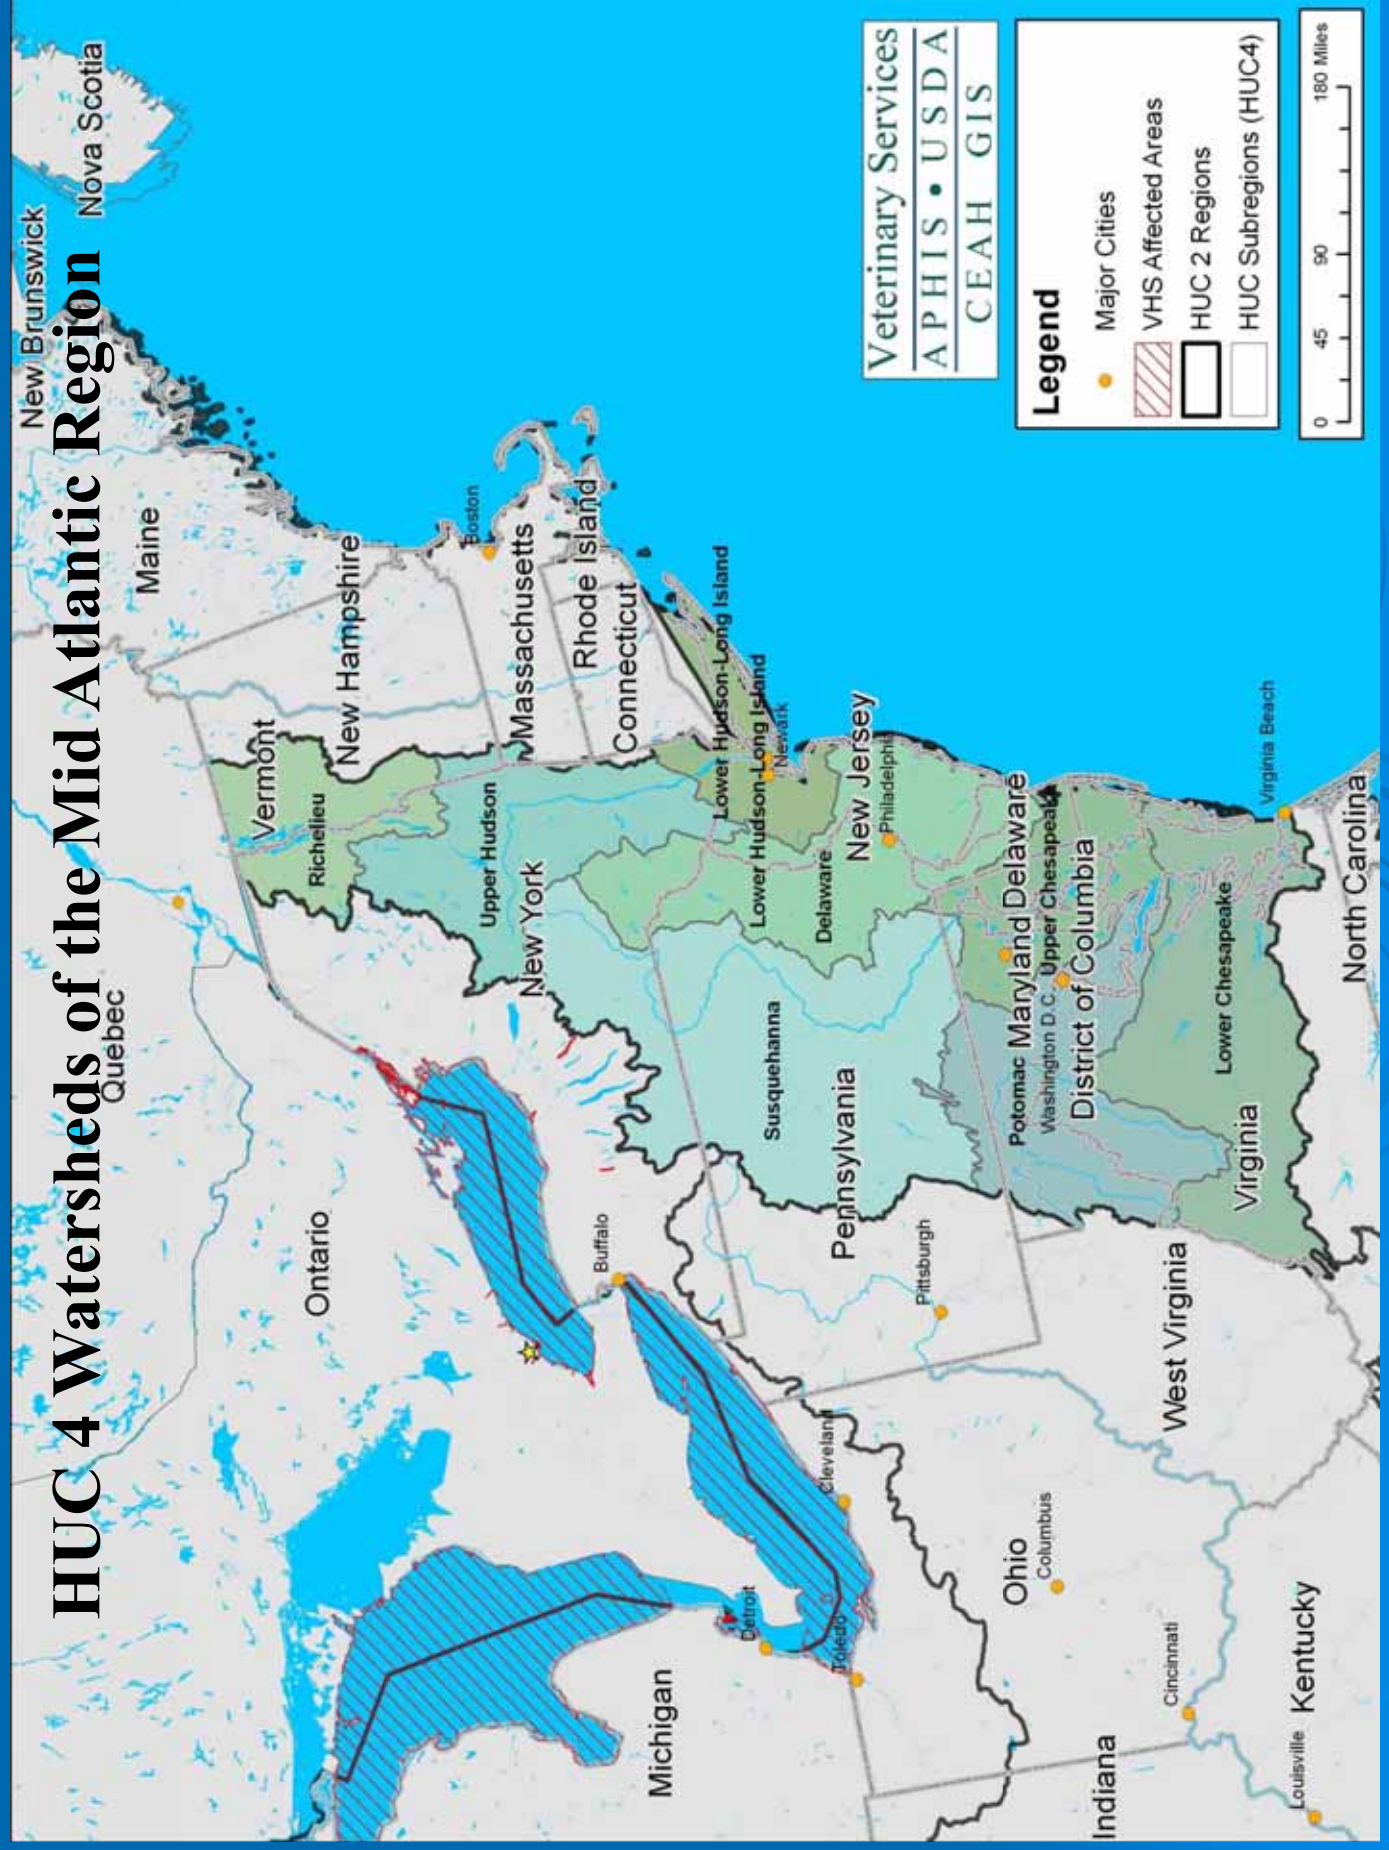 HUC 4 Watersheds of the Mid Atlantic Region
New Brunswick
Nova Scotia
Quebec
Maine
Ontario
Vermont
Richelieu
New Hampshire
Boston
Massachusetts
Upper Hudson
New York
Rhode Island
Connecticut
Buffalo
Michigan
Lower Hudson-Long Island
Lower Hudson-Long Island
Newark
Detroit
Susquehanna
Delaware
New Jersey
Philadelphia
Pennsylvania
Toledo
Cleveland
Pittsburgh
Maryland
Delaware
Potomac
Washington D.C.
Upper Chesapeake
District of Columbia
Ohio
Columbus
Indiana
Cincinnati
West Virginia
Lower Chesapeake
Virginia
Virginia Beach
Kentucky
Louisville
North Carolina
Veterinary Services
APHIS • USDA
CEAH GIS
Legend
Major Cities
VHS Affected Areas
HUC 2 Regions
HUC Subregions (HUC4)
0 45 90 180 Miles